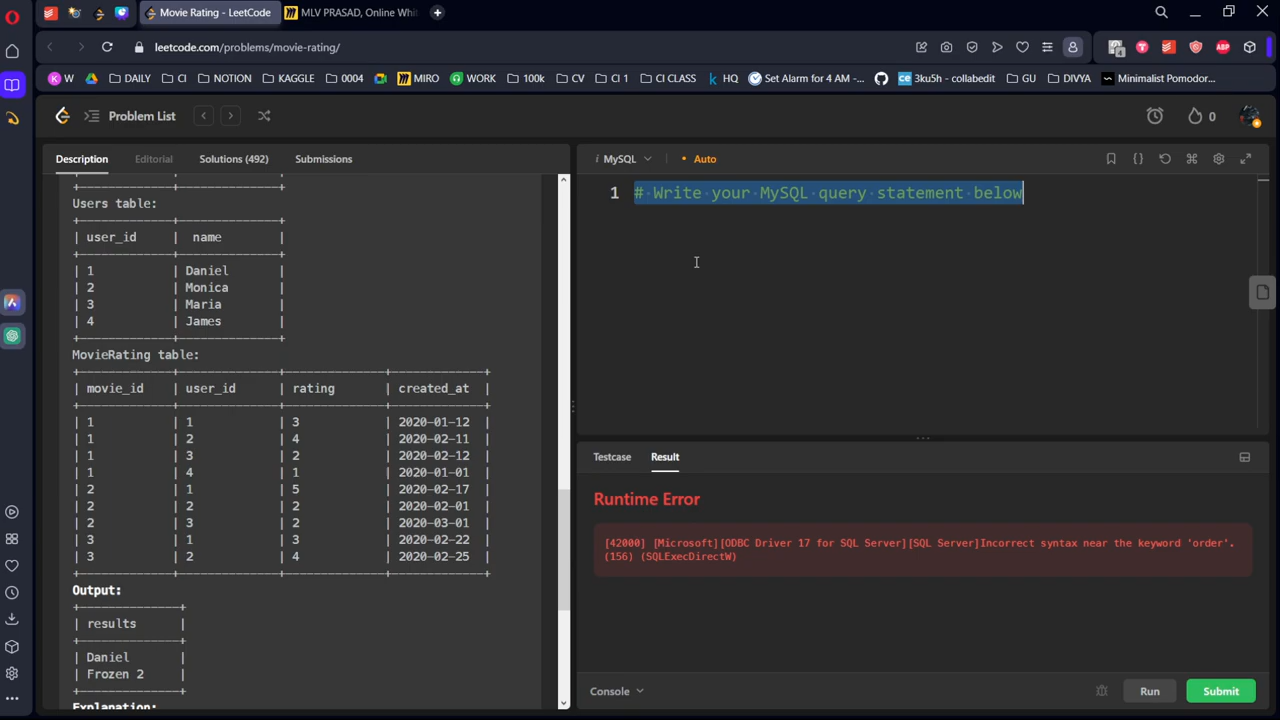 Movie Rating - LeetCode
MLV PRASAD, Online Whit
leetcode.com/problems/movie-rating/
W
DAILY
CI
NOTION
KAGGLE
0004
MIRO
WORK
100k
CV
CI 1
CI CLASS
HQ
Set Alarm for 4 AM -...
3ku5h - collabedit
GU
DIVYA
Minimalist Pomodor...
Problem List
0
Description
Editorial
Solutions (492)
Submissions
+-------------+-------------+
Users table:
+-------------+-------------+
| user_id | name |
+-------------+-------------+
| 1 | Daniel |
| 2 | Monica |
| 3 | Maria |
| 4 | James |
+-------------+-------------+
MovieRating table:
+-------------+-------------+-------------+-------------+
| movie_id | user_id | rating | created_at |
+-------------+-------------+-------------+-------------+
| 1 | 1 | 3 | 2020-01-12 |
| 1 | 2 | 4 | 2020-02-11 |
| 1 | 3 | 2 | 2020-02-12 |
| 1 | 4 | 1 | 2020-01-01 |
| 2 | 1 | 5 | 2020-02-17 |
| 2 | 2 | 2 | 2020-02-01 |
| 2 | 3 | 2 | 2020-03-01 |
| 3 | 1 | 3 | 2020-02-22 |
| 3 | 2 | 4 | 2020-02-25 |
+-------------+-------------+-------------+-------------+
Output:
+--------------+
| results |
+--------------+
| Daniel |
| Frozen 2 |
+--------------+
Explanation:
i MySQL
• Auto
1 # Write your MySQL query statement below
Testcase
Result
Runtime Error
[42000] [Microsoft][ODBC Driver 17 for SQL Server][SQL Server]Incorrect syntax near the keyword 'order'.
(156) (SQLExecDirectW)
Console
Run
Submit